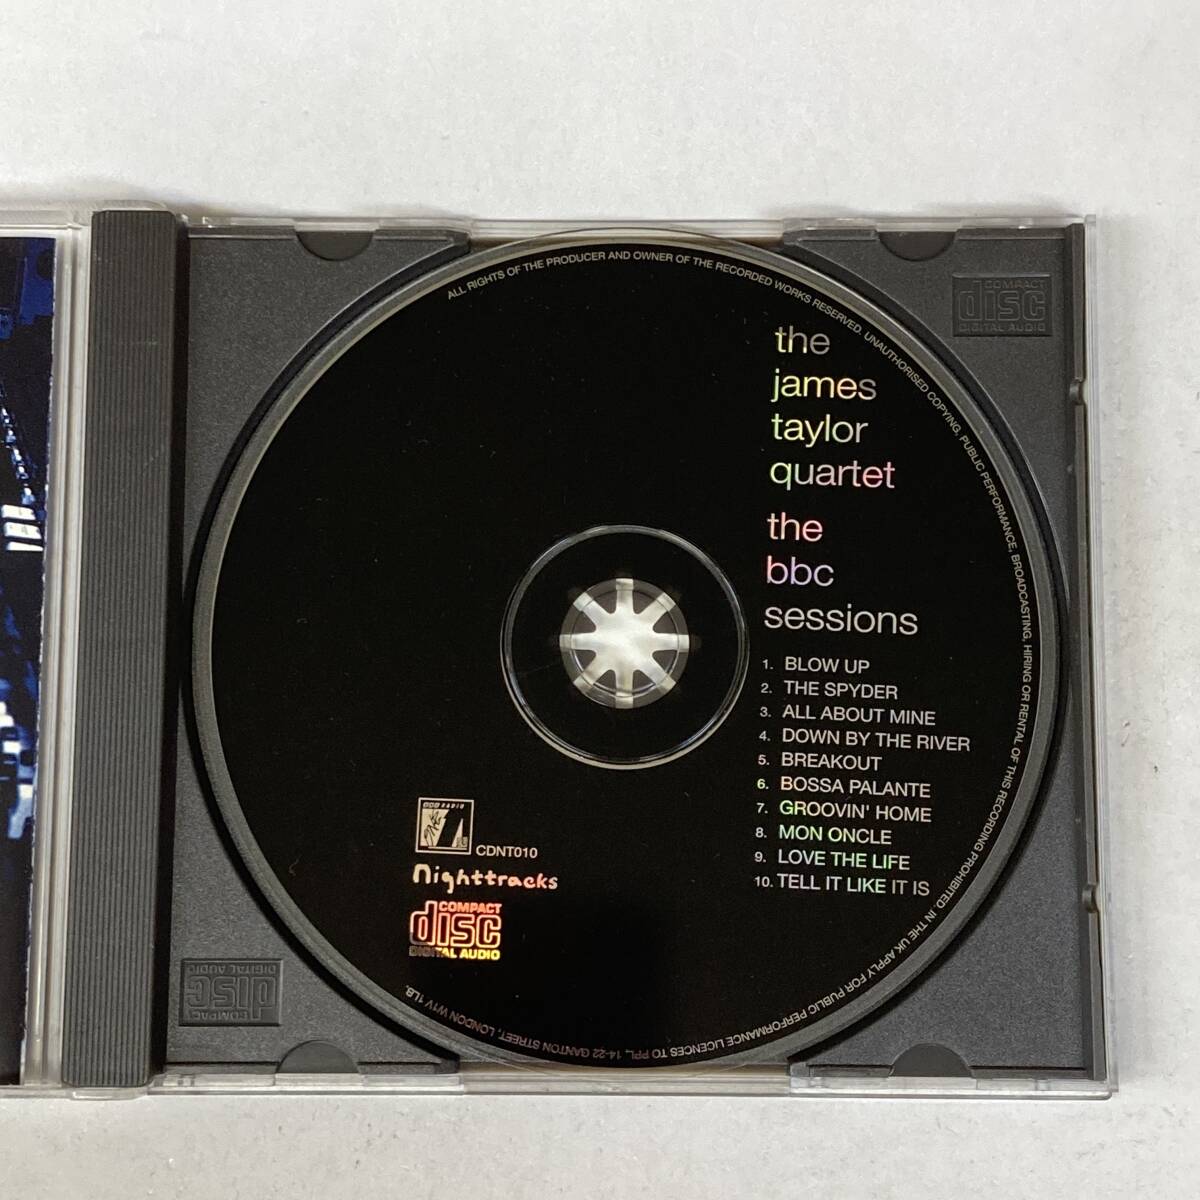 ALL RIGHTS OF THE PRODUCER AND OWNER OF THE RECORDED WORKS RESERVED. UNAUTHORISED COPYING, PUBLIC PERFORMANCE, BROADCASTING, HIRING OR RENTAL OF THIS RECORDING PROHIBITED. IN THE UK APPLY FOR PUBLIC PERFORMANCE LICENCES TO PPL, 14-22 GANTON STREET, LONDON W1V 1LB.
COMPACT
disc
DIGITAL AUDIO
the
james
taylor
quartet
the
bbc
sessions
1. BLOW UP
2. THE SPYDER
3. ALL ABOUT MINE
4. DOWN BY THE RIVER
5. BREAKOUT
6. BOSSA PALANTE
7. GROOVIN' HOME
8. MON ONCLE
9. LOVE THE LIFE
10. TELL IT LIKE IT IS
BBC RADIO
1
CDNT010
Nighttracks
COMPACT
disc
DIGITAL AUDIO
COMPACT
disc
DIGITAL AUDIO